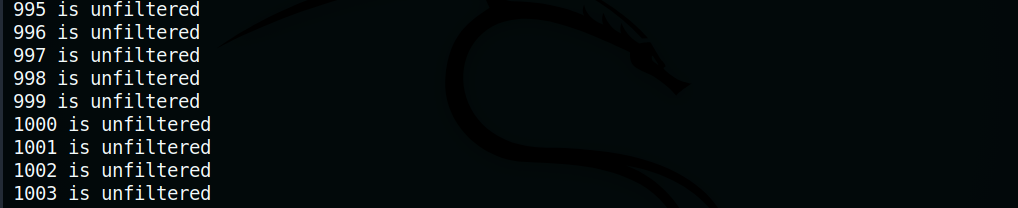 995 is unfiltered
996 is unfiltered
997 is unfiltered
998 is unfiltered
999 is unfiltered
1000 is unfiltered
1001 is unfiltered
1002 is unfiltered
1003 is unfiltered